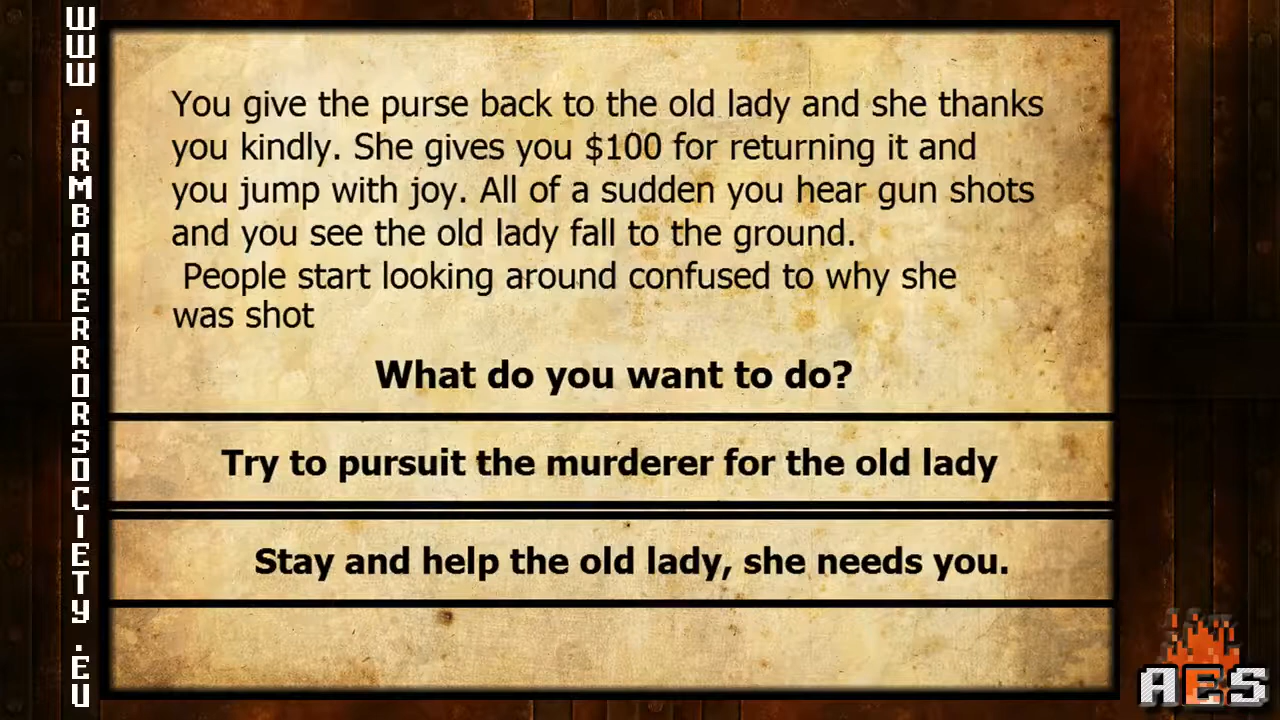 WWW.ARMBARERRORSOCIETY.EU
You give the purse back to the old lady and she thanks
you kindly. She gives you $100 for returning it and
you jump with joy. All of a sudden you hear gun shots
and you see the old lady fall to the ground.
People start looking around confused to why she
was shot
What do you want to do?
Try to pursuit the murderer for the old lady
Stay and help the old lady, she needs you.
AES